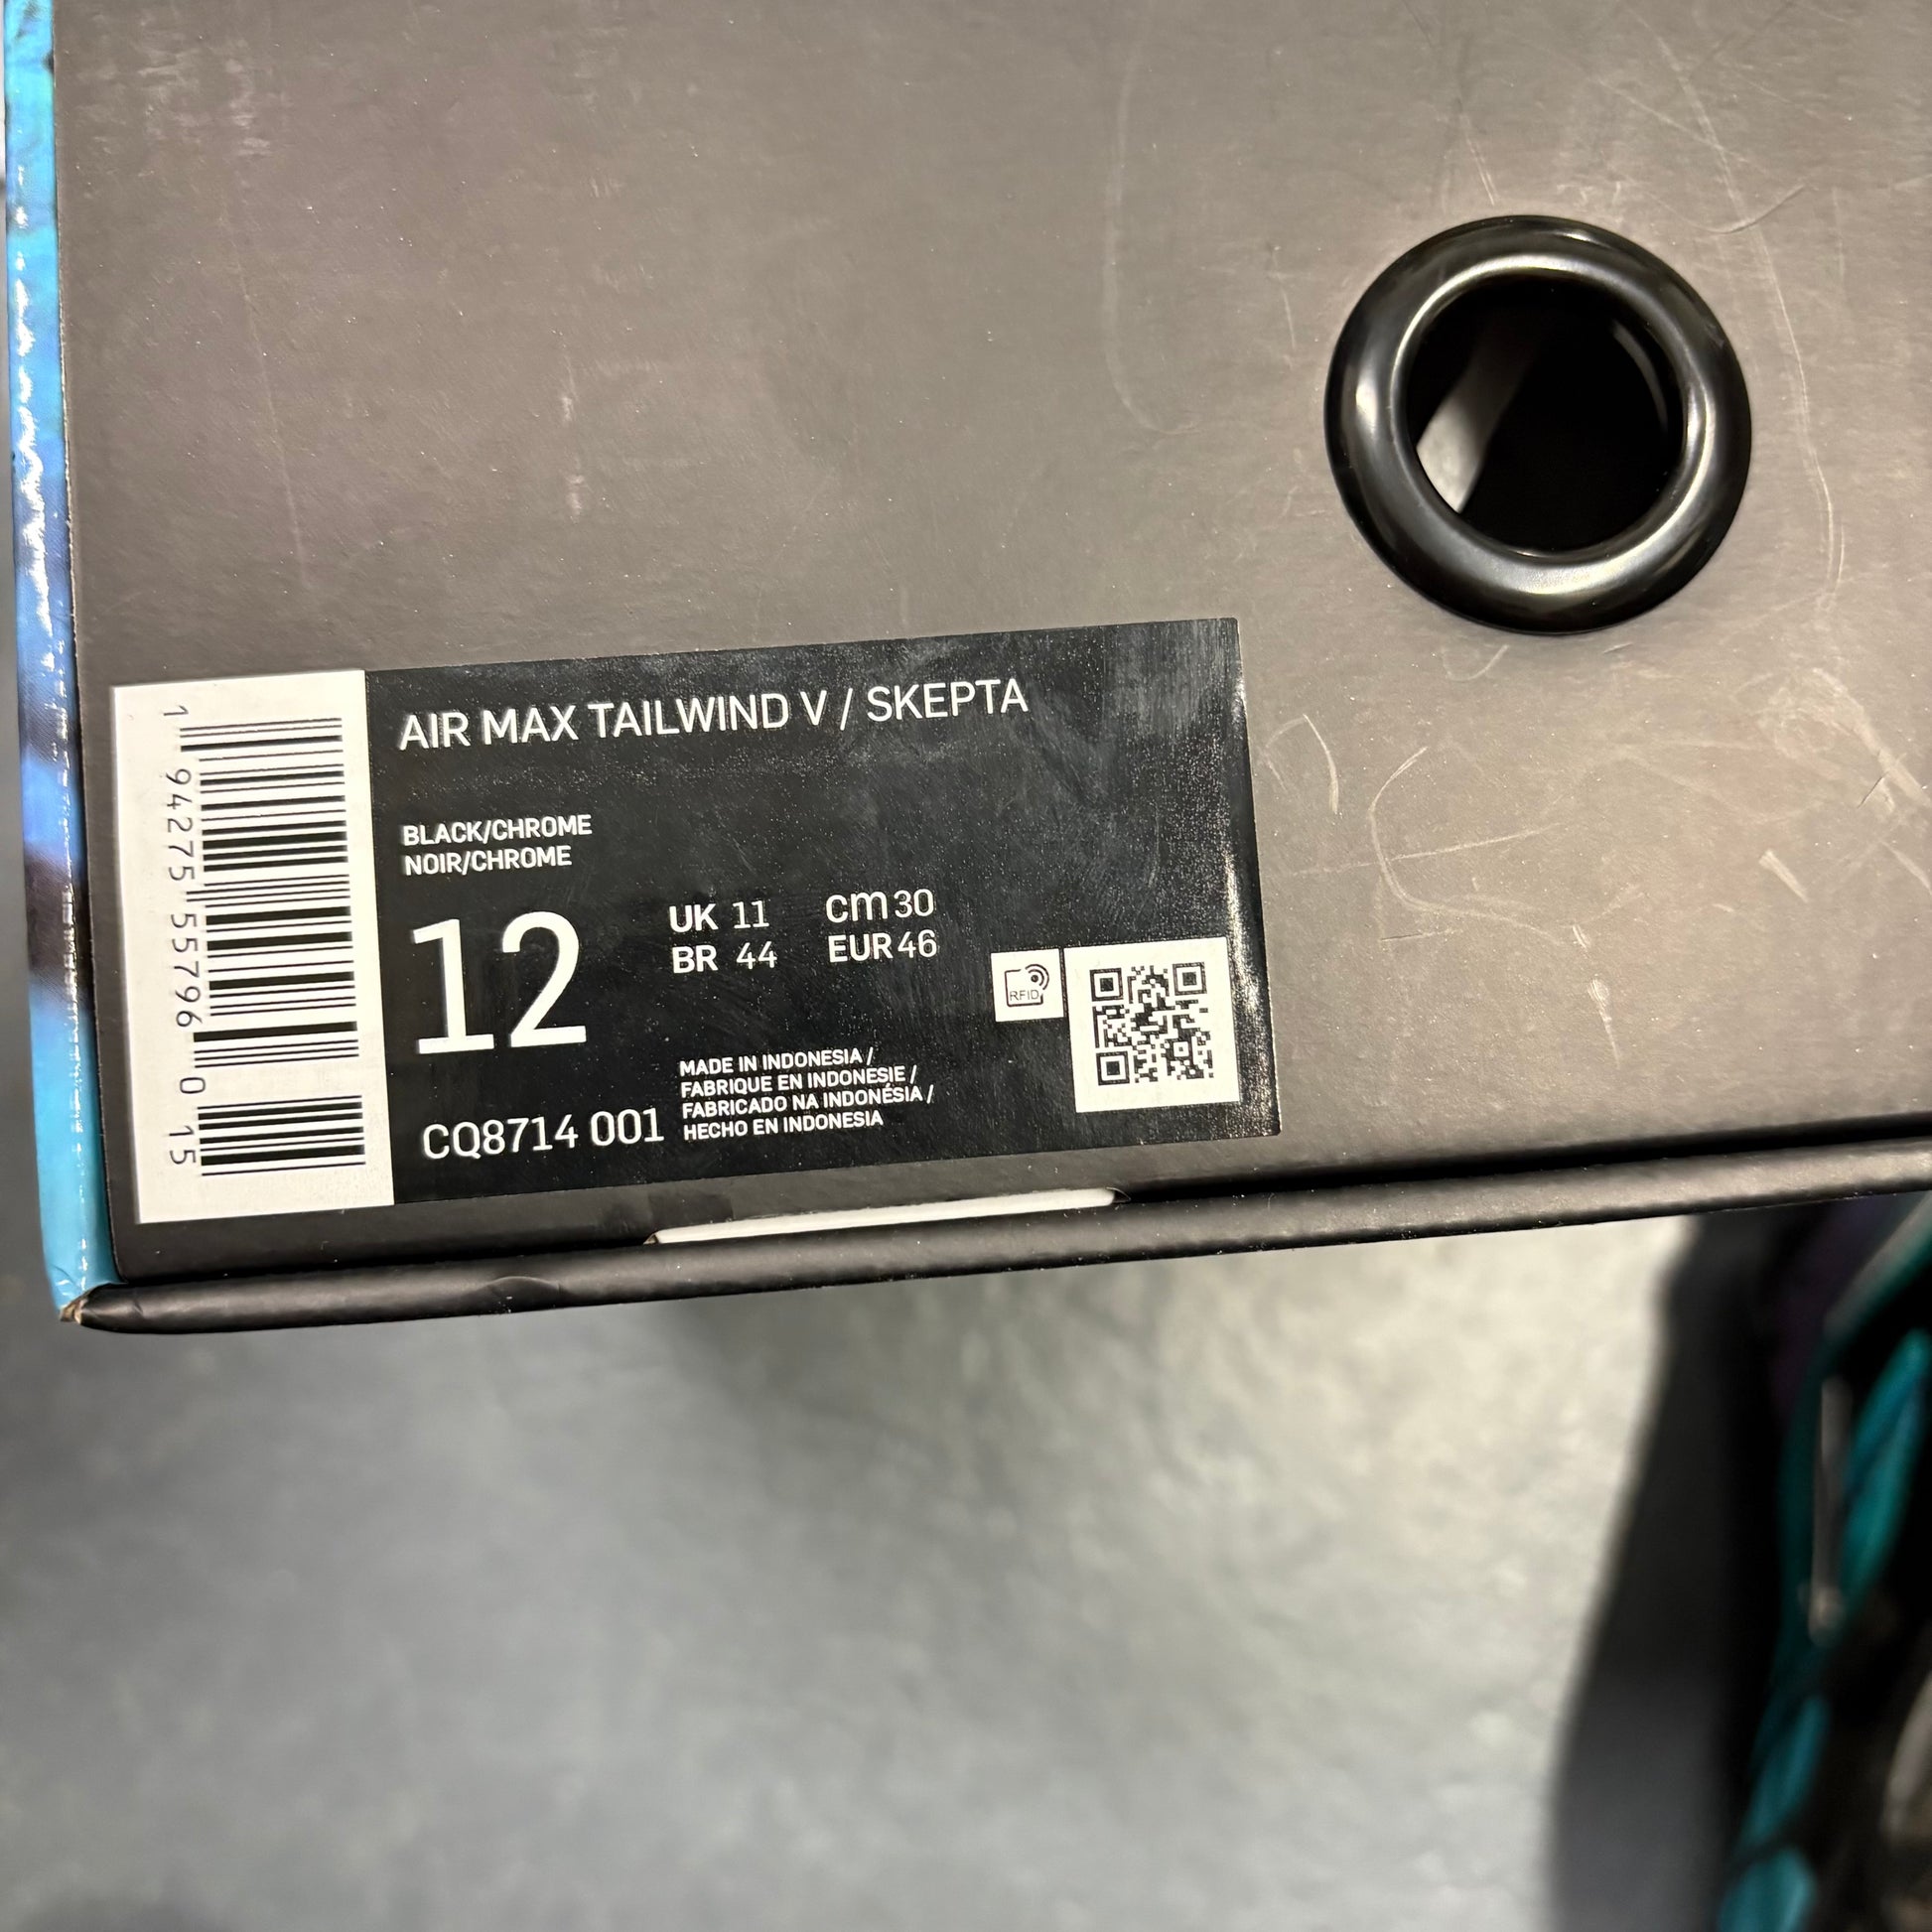 AIR MAX TAILWIND V / SKEPTA
BLACK/CHROME
NOIR/CHROME
12
UK 11
cm 30
BR 44
EUR 46
RFID
MADE IN INDONESIA /
FABRIQUE EN INDONESIE /
FABRICADO NA INDONÉSIA /
HECHO EN INDONESIA
CQ8714 001
1 94275 55796 0 15